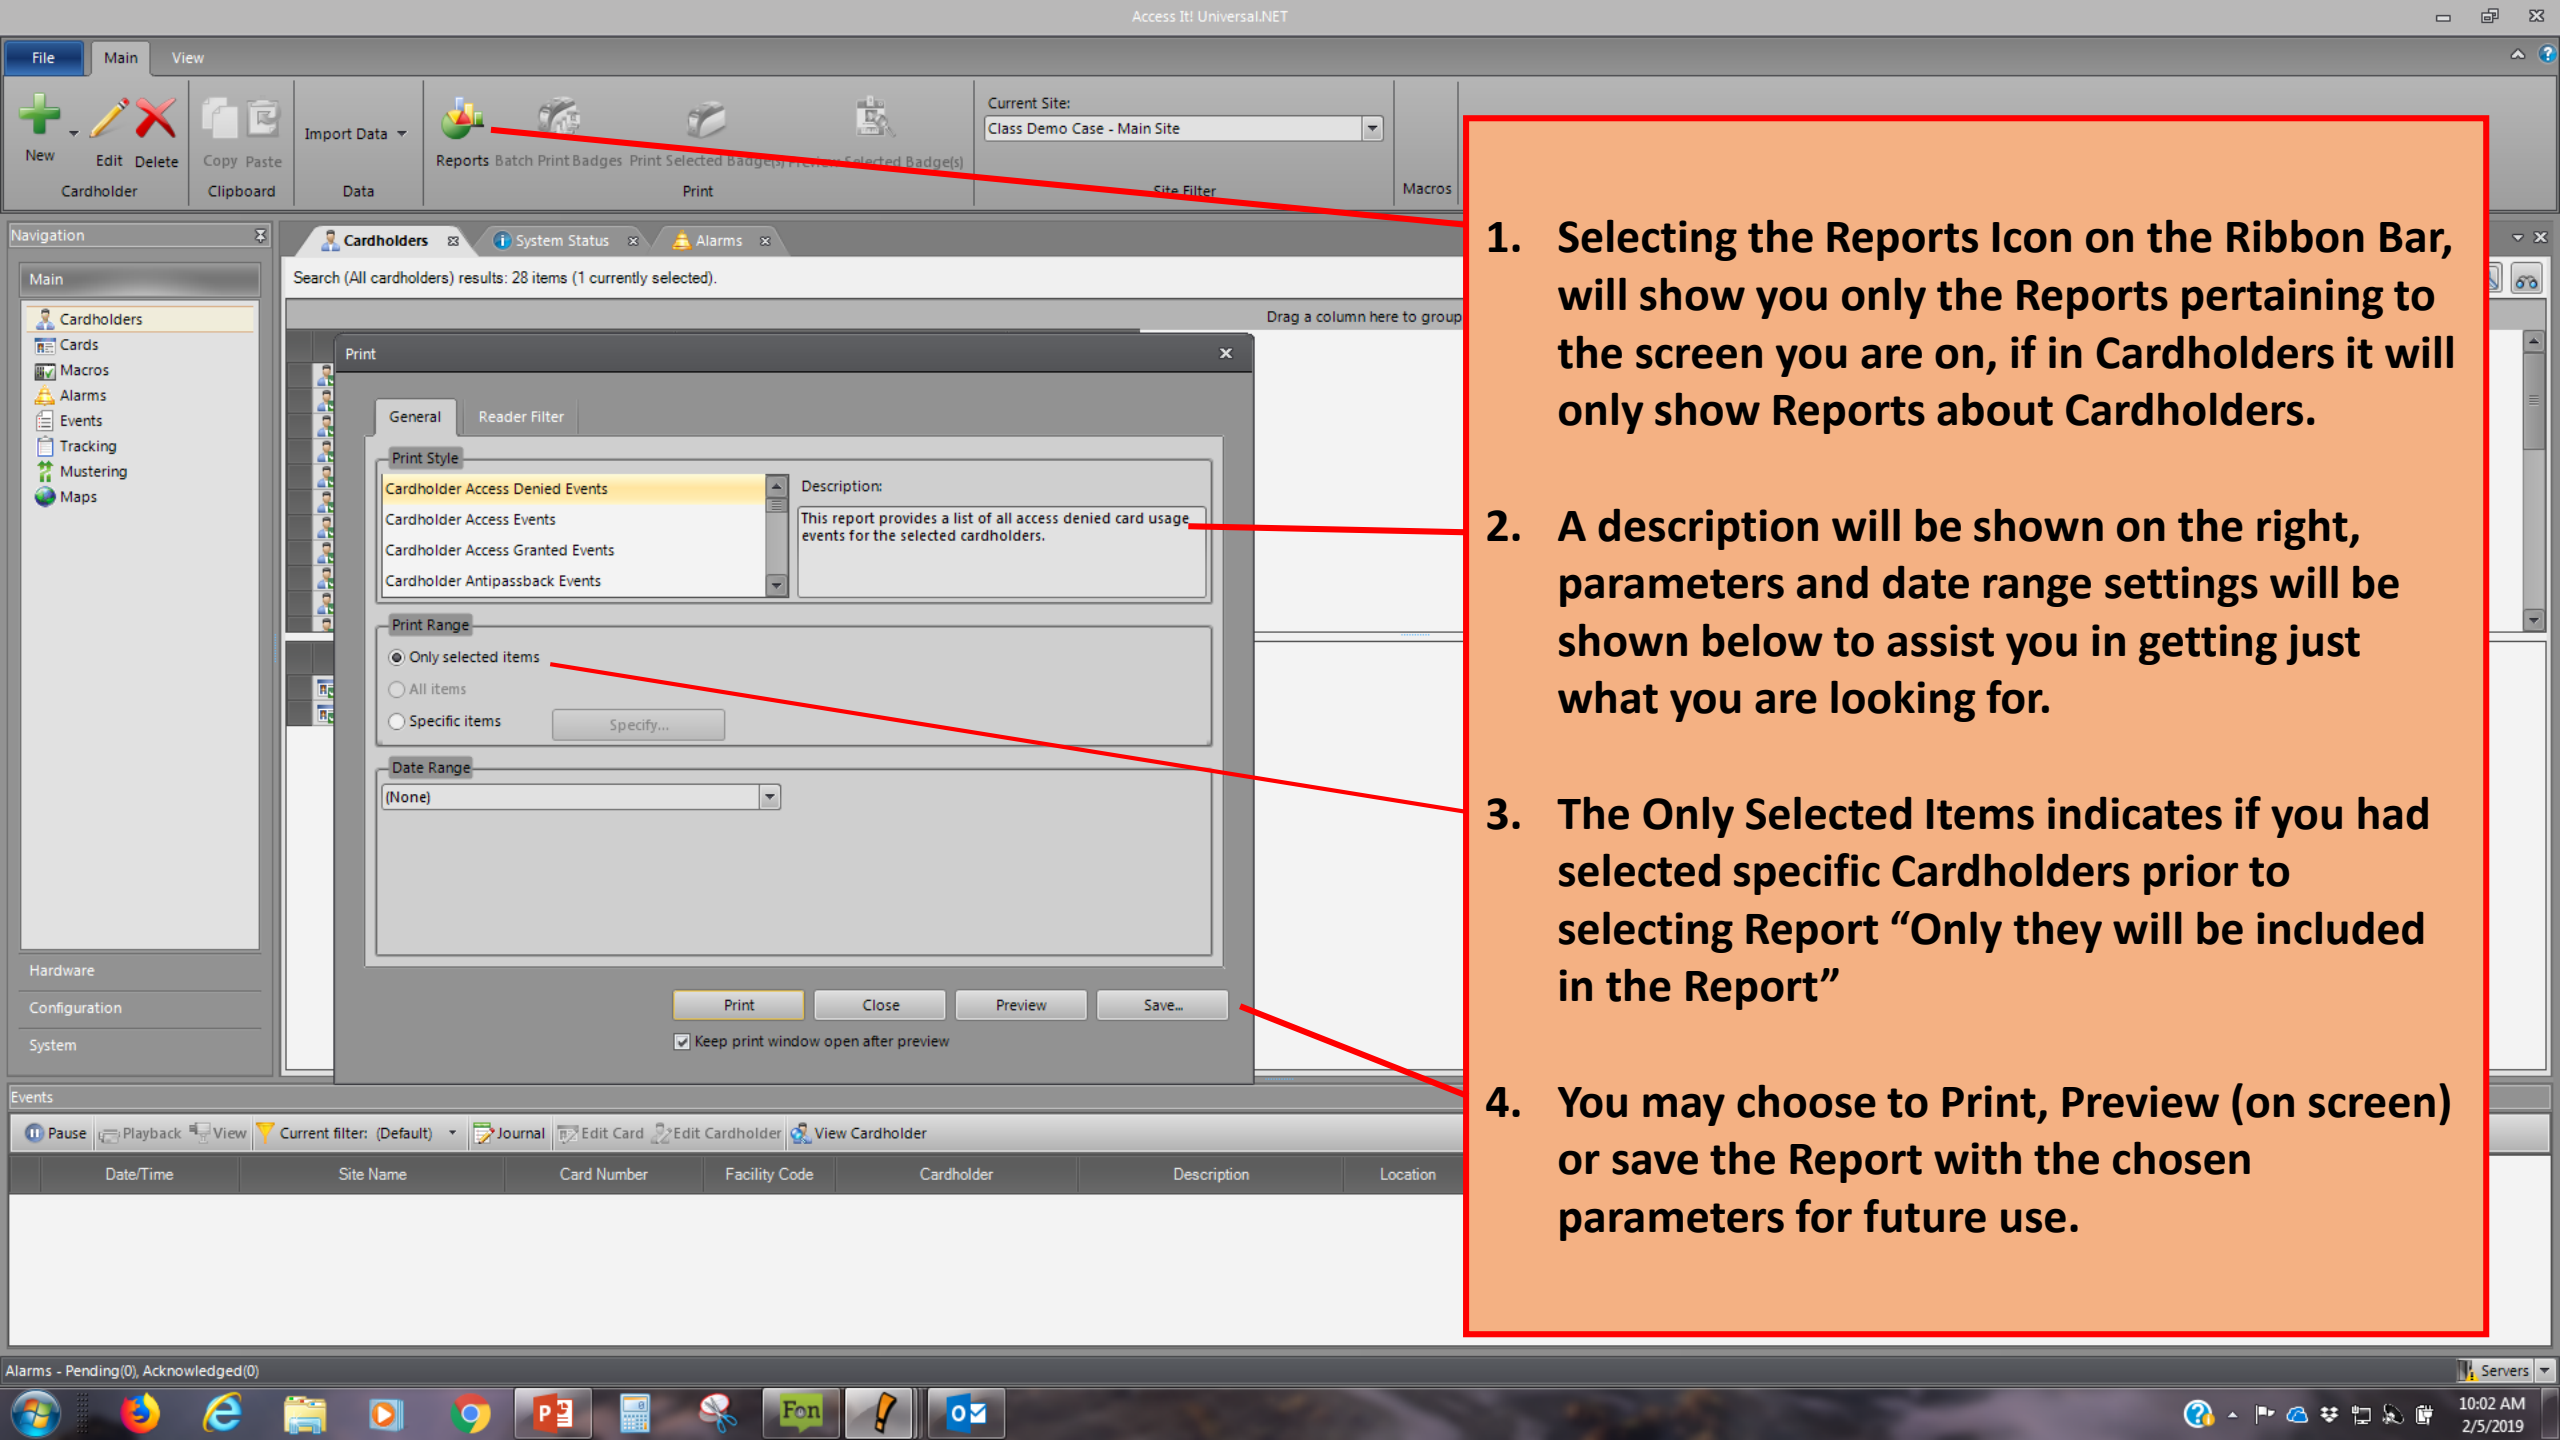 Access It! Universal.NET
File Main View
New Edit Delete Copy Paste Import Data Reports Batch Print Badges Print Selected Badge(s) Preview Selected Badge(s)
Current Site:
Class Demo Case - Main Site
Cardholder Clipboard Data Print Site Filter Macros
Navigation
Main
Cardholders
Cards
Macros
Alarms
Events
Tracking
Mustering
Maps
Hardware
Configuration
System
Cardholders System Status Alarms
Search (All cardholders) results: 28 items (1 currently selected).
Drag a column here to group
Print
General Reader Filter
Print Style
Cardholder Access Denied Events
Cardholder Access Events
Cardholder Access Granted Events
Cardholder Antipassback Events
Description:
This report provides a list of all access denied card usage
events for the selected cardholders.
Print Range
Only selected items
All items
Specific items Specify...
Date Range
(None)
Print Close Preview Save...
Keep print window open after preview
1. Selecting the Reports Icon on the Ribbon Bar,
will show you only the Reports pertaining to
the screen you are on, if in Cardholders it will
only show Reports about Cardholders.
2. A description will be shown on the right,
parameters and date range settings will be
shown below to assist you in getting just
what you are looking for.
3. The Only Selected Items indicates if you had
selected specific Cardholders prior to
selecting Report “Only they will be included
in the Report”
4. You may choose to Print, Preview (on screen)
or save the Report with the chosen
parameters for future use.
Events
Pause Playback View Current filter: (Default) Journal Edit Card Edit Cardholder View Cardholder
Date/Time Site Name Card Number Facility Code Cardholder Description Location
Alarms - Pending(0), Acknowledged(0)
Servers
Fon
10:02 AM
2/5/2019